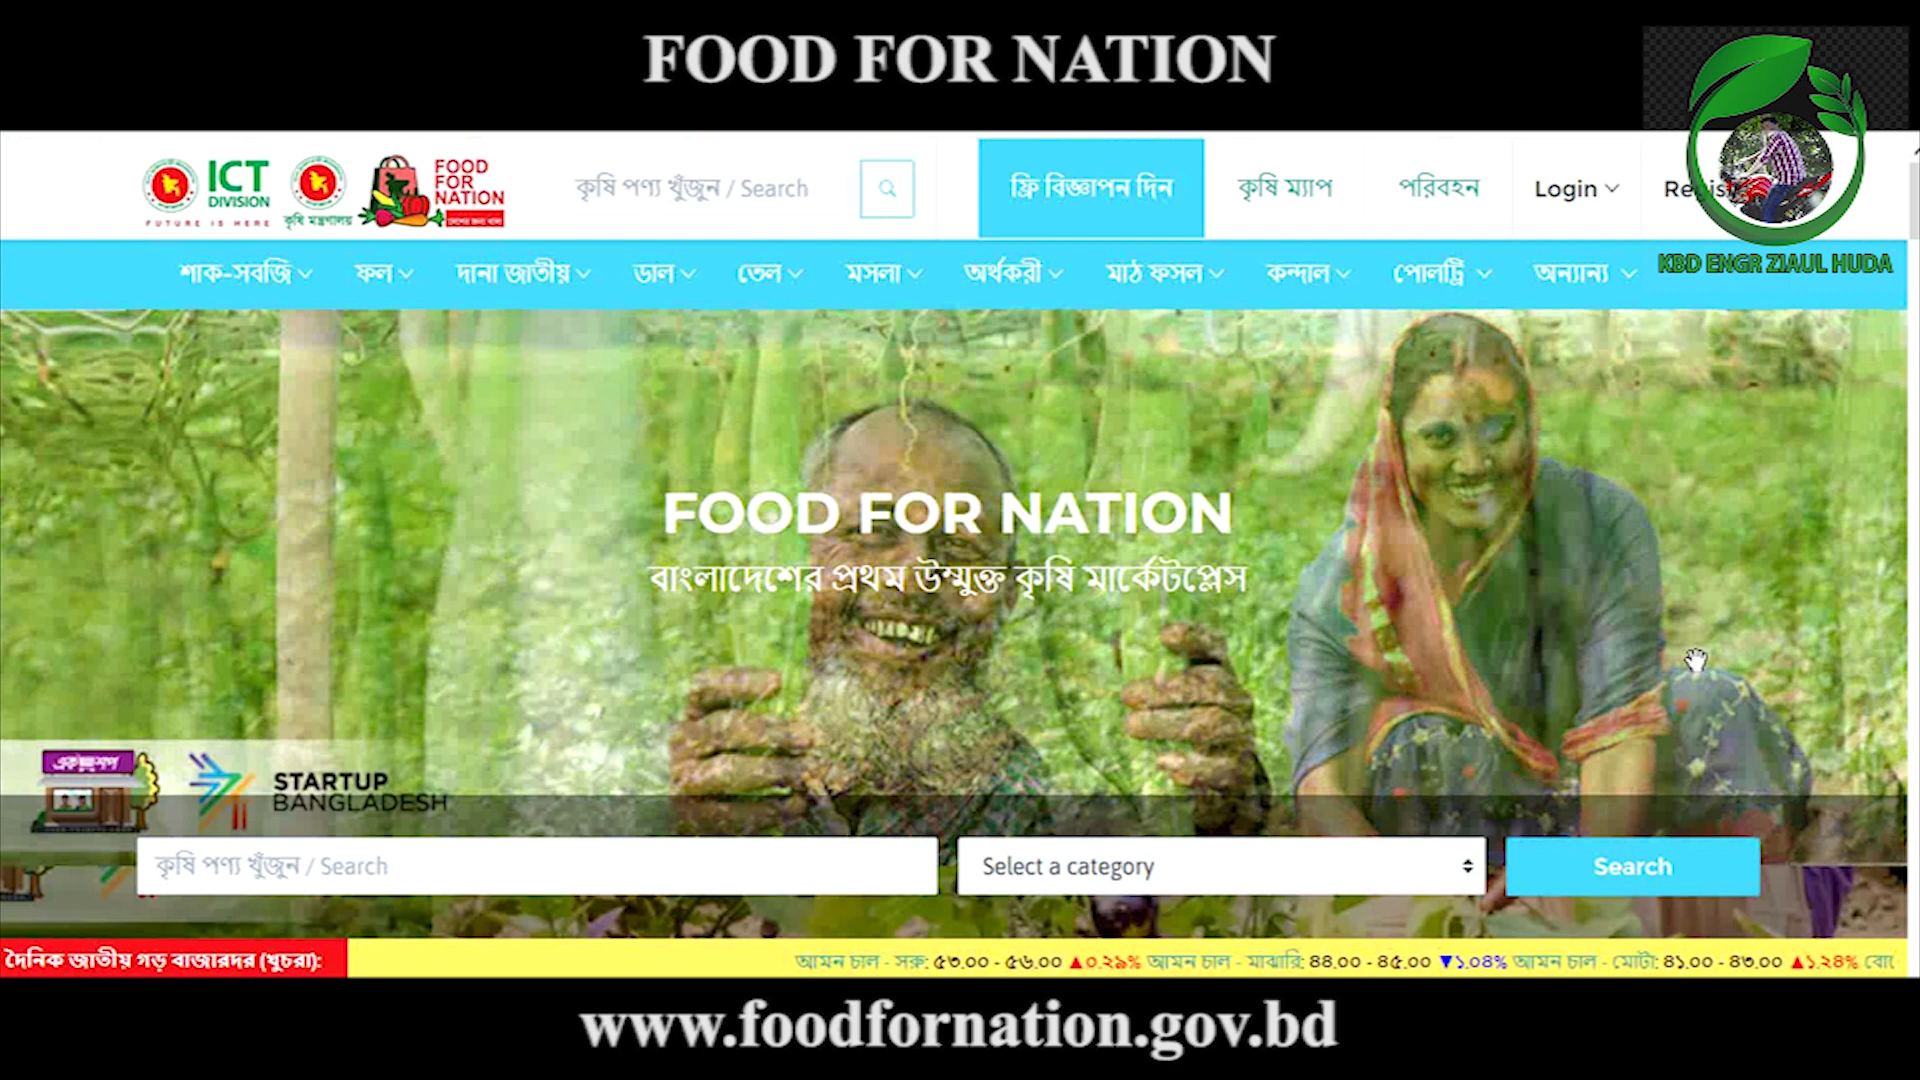 FOOD FOR NATION
ICT
DIVISION
FUTURE IS HERE
কৃষি মন্ত্রণালয়
FOOD
FOR
NATION
কৃষি পণ্য খুঁজুন / Search
ফ্রি বিজ্ঞাপন দিন
কৃষি ম্যাপ
পরিবহন
Login
KBD ENGR ZIAUL HUDA
শাক-সবজি
ফল
দানা জাতীয়
ডাল
তেল
মসলা
অর্থকরী
মাঠ ফসল
কন্দাল
পোলট্রি
অন্যান্য
FOOD FOR NATION
বাংলাদেশের প্রথম উম্মুক্ত কৃষি মার্কেটপ্লেস
STARTUP
BANGLADESH
কৃষি পণ্য খুঁজুন / Search
Select a category
Search
দৈনিক জাতীয় গড় বাজারদর (খুচরা):
আমন চাল - সরু: ৫৩.০০ - ৫৬.০০ ▲০.২৯% আমন চাল - মাঝারি: ৪৪.০০ - ৪৫.০০ ▼১.০৪% আমন চাল - মোটা: ৪১.০০ - ৪৩.০০ ▲১.২৪%
www.foodfornation.gov.bd